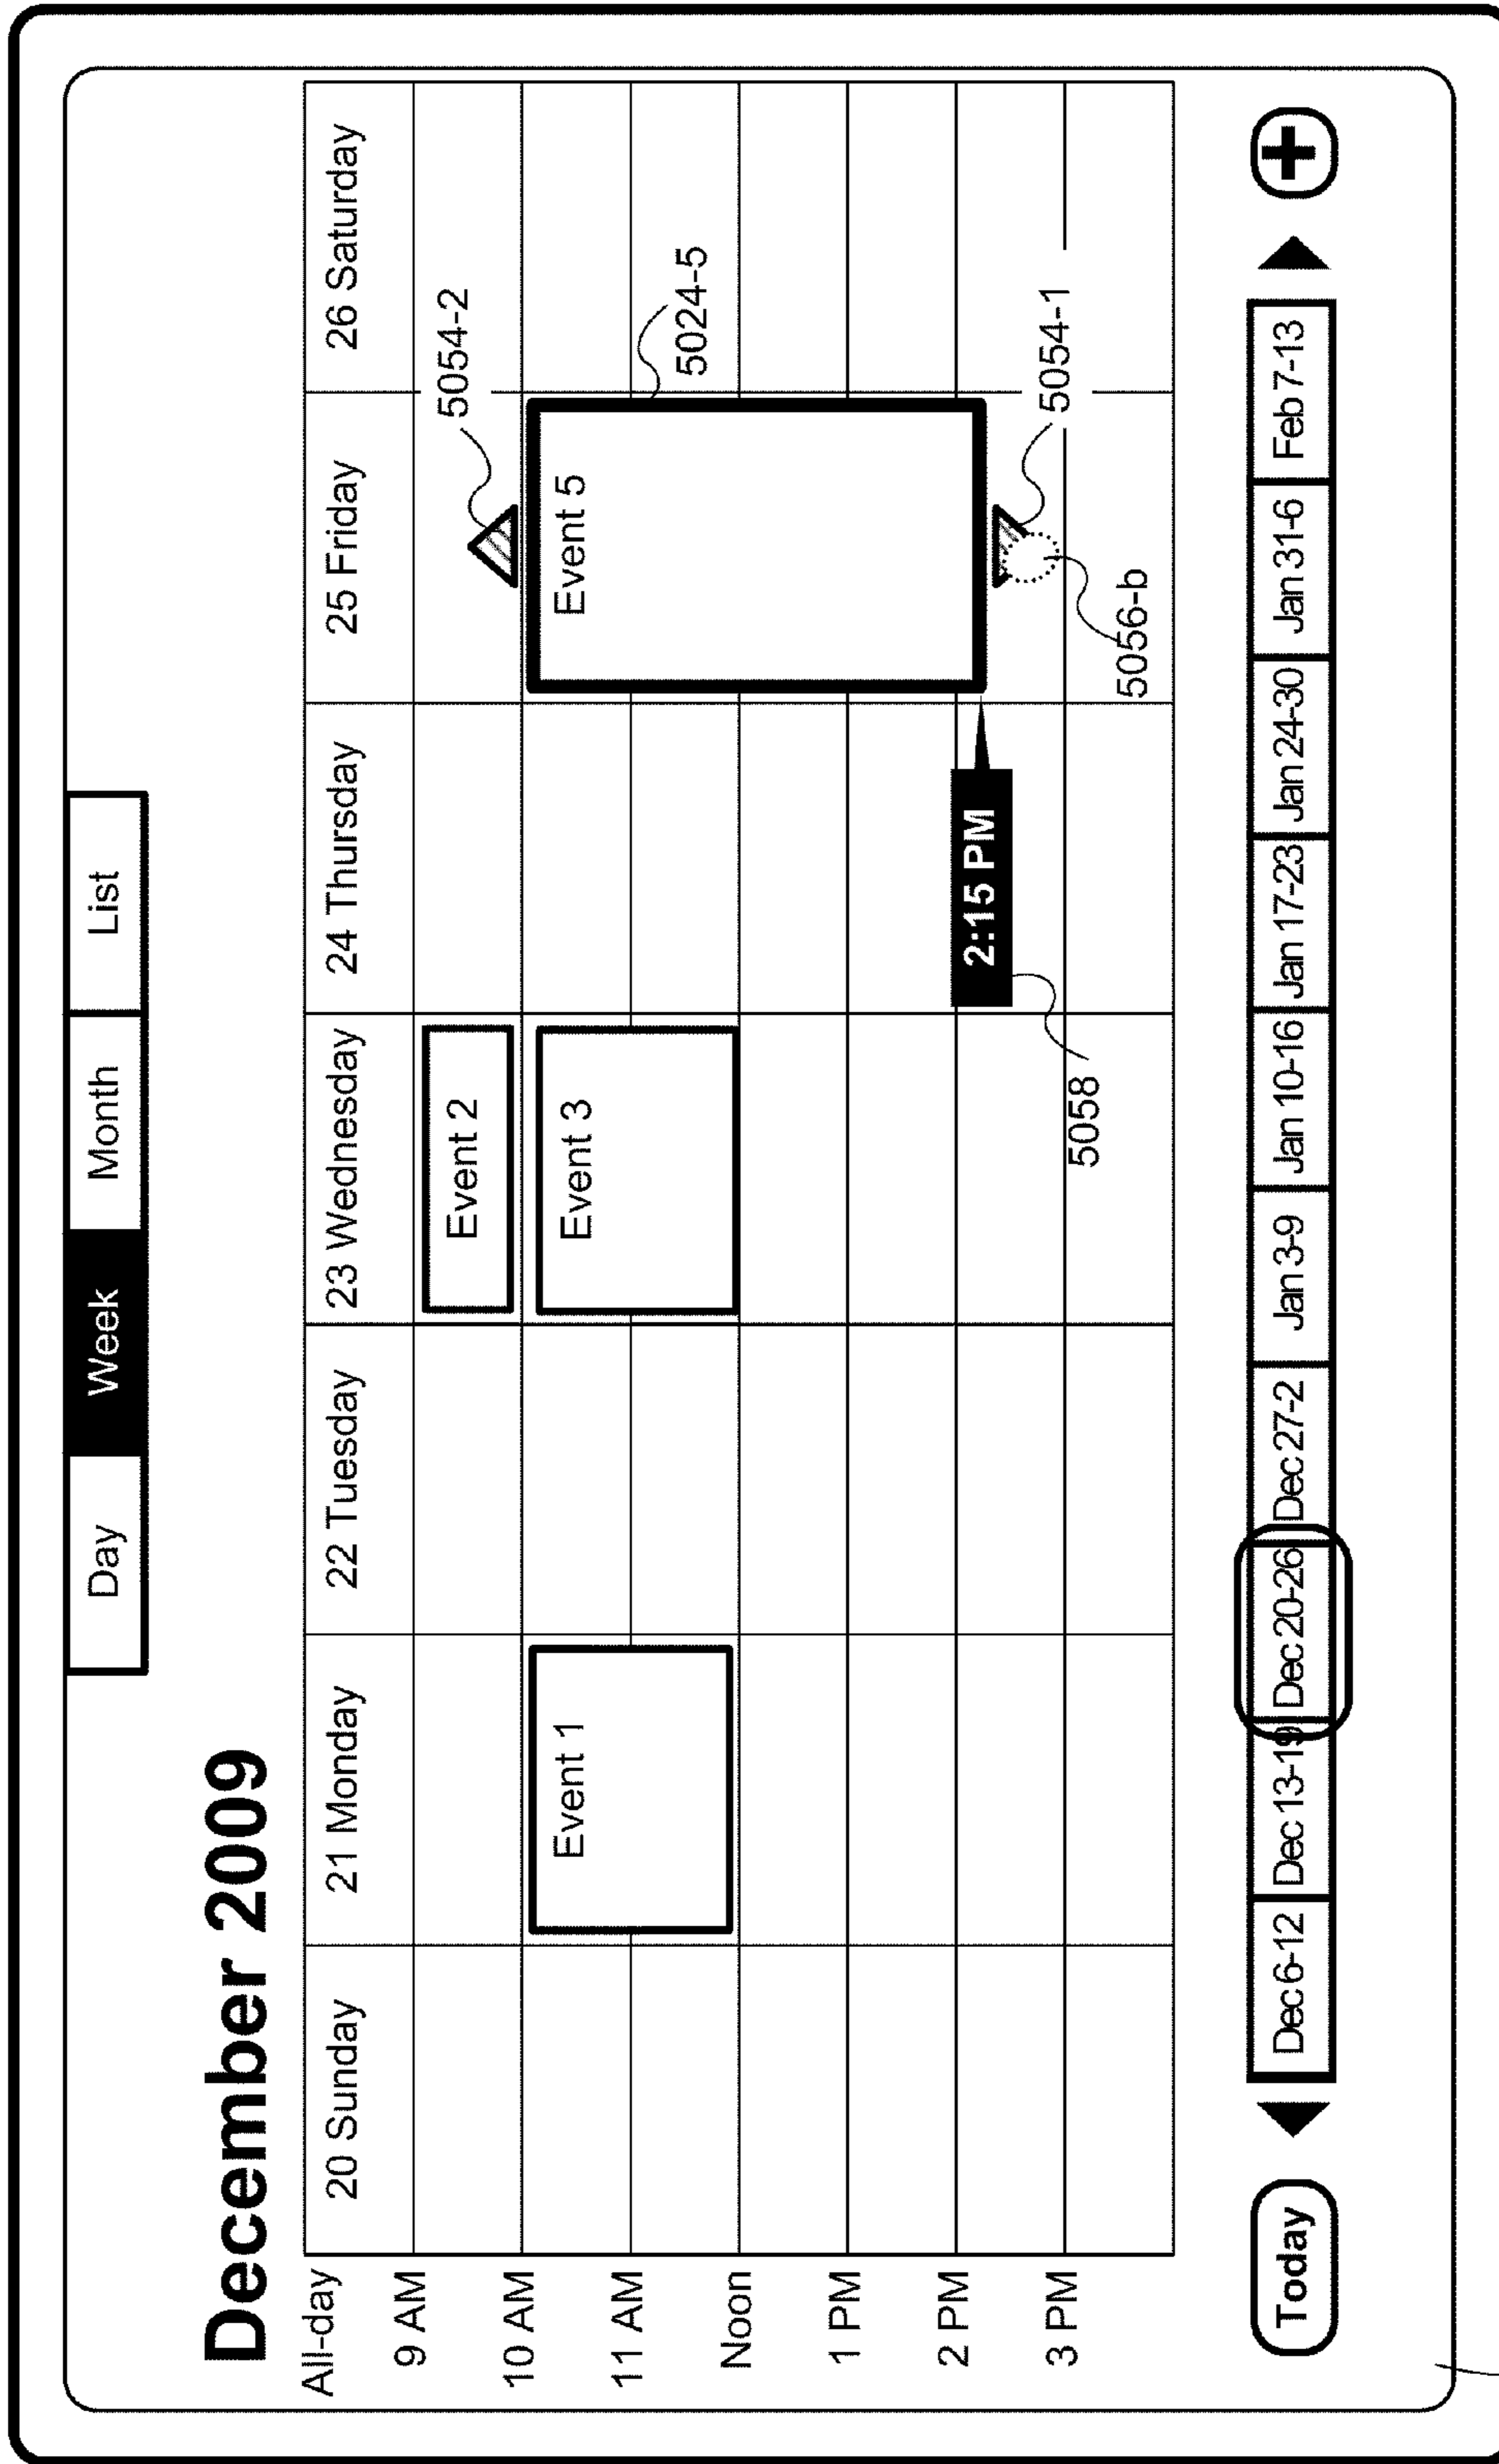 Day Week Month List
December 2009
20 Sunday 21 Monday 22 Tuesday 23 Wednesday 24 Thursday 25 Friday 26 Saturday
All-day
9 AM
Event 2
5054-2
10 AM
Event 1
Event 3
Event 5
11 AM
5024-5
Noon
1 PM
2 PM
2:15 PM
3 PM
5058
5054-1
5056-b
Today Dec 6-12 Dec 13-19 Dec 20-26 Dec 27-2 Jan 3-9 Jan 10-16 Jan 17-23 Jan 24-30 Jan 31-6 Feb 7-13 +